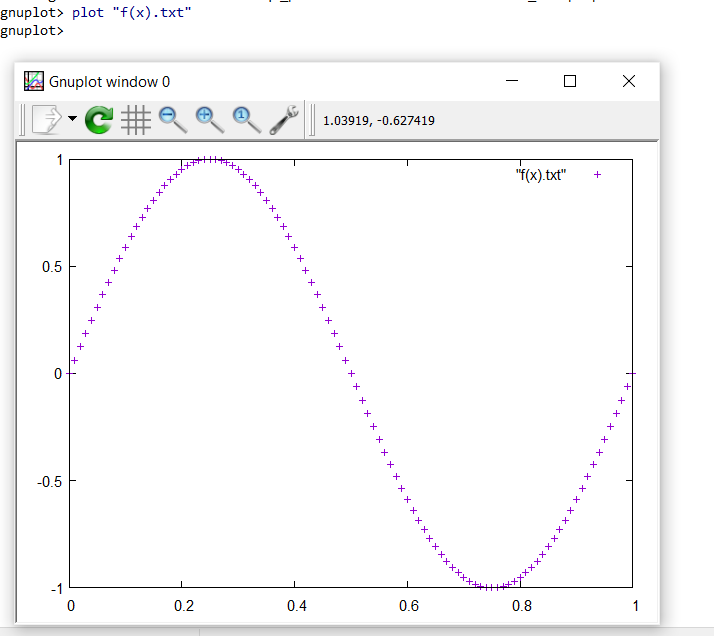 gnuplot> plot "f(x).txt"
gnuplot>
Gnuplot window 0
1.03919, -0.627419
"f(x).txt"
1
0.5
0
-0.5
-1
0 0.2 0.4 0.6 0.8 1